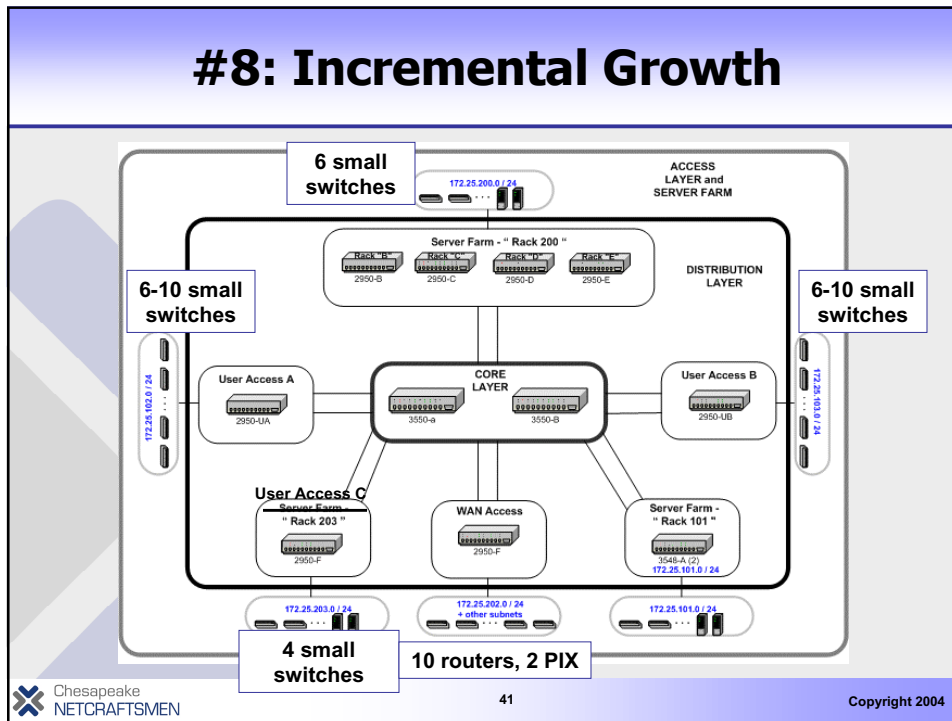 #8: Incremental Growth
6 small
switches
172.25.200.0 / 24
ACCESS
LAYER and
SERVER FARM
Server Farm - " Rack 200 "
Rack "B"
Rack "C"
Rack "D"
Rack "E"
2950-B
2950-C
2950-D
2950-E
DISTRIBUTION
LAYER
6-10 small
switches
6-10 small
switches
172.25.102.0 / 24
User Access A
2950-UA
CORE
LAYER
3550-a
3550-B
User Access B
2950-UB
172.25.103.0 / 24
User Access C
Server Farm -
" Rack 203 "
2950-F
WAN Access
2950-F
Server Farm -
" Rack 101 "
3548-A (2)
172.25.101.0 / 24
172.25.203.0 / 24
172.25.202.0 / 24
+ other subnets
172.25.101.0 / 24
4 small
switches
10 routers, 2 PIX
Chesapeake
NETCRAFTSMEN
41
Copyright 2004